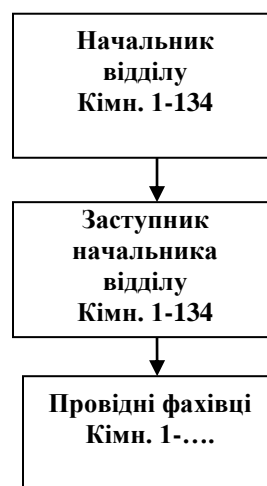 Начальник
відділу
Кімн. 1-134
Заступник
начальника
відділу
Кімн. 1-134
Провідні фахівці
Кімн. 1-….